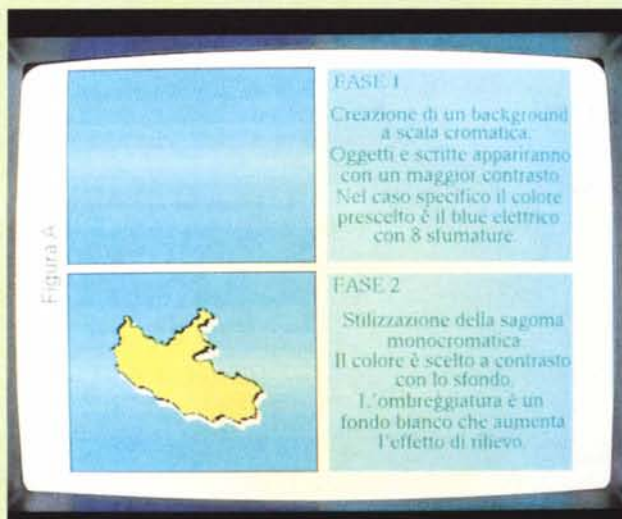 Figura A
FASE 1
Creazione di un background
a scala cromatica.
Oggetti e scritte appariranno
con un maggior contrasto.
Nel caso specifico il colore
prescelto è il blue elettrico
con 8 sfumature.
FASE 2
Stilizzazione della sagoma
monocromatica
Il colore è scelto a contrasto
con lo sfondo.
L'ombreggiatura è un
fondo bianco che aumenta
l'effetto di rilievo.